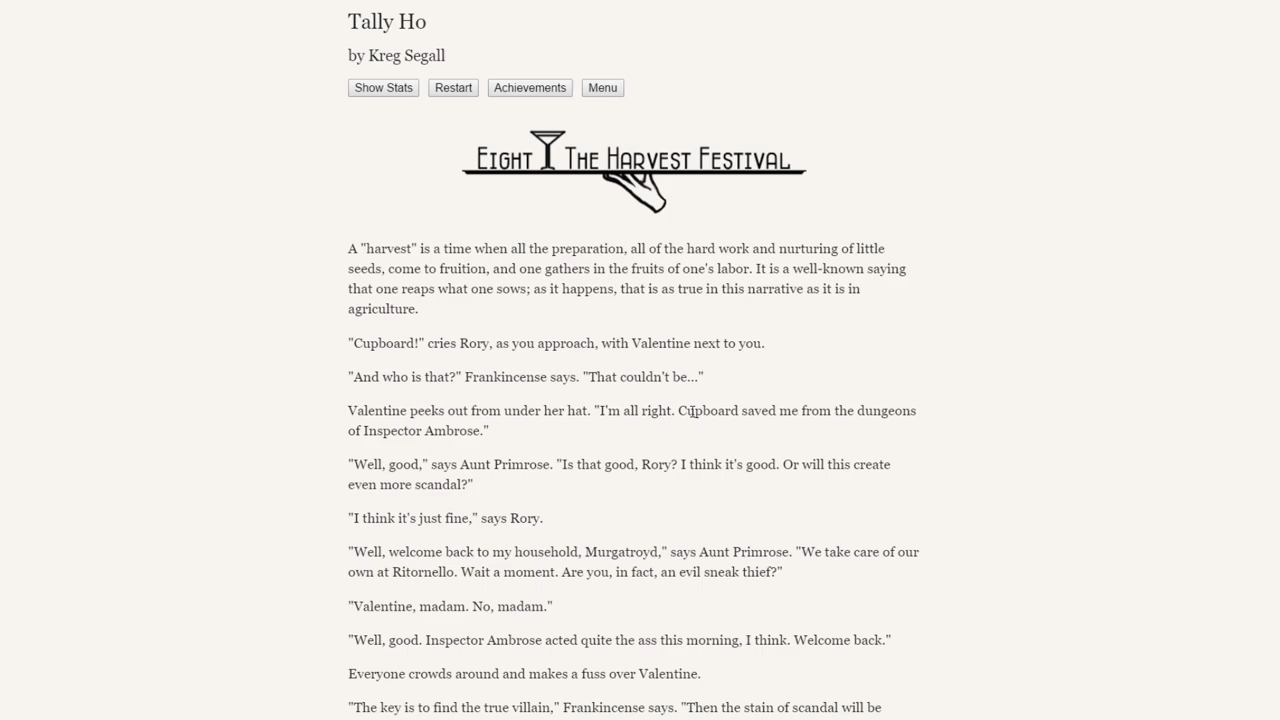 Tally Ho
by Kreg Segall
Show Stats Restart Achievements Menu
Eight The Harvest Festival
A "harvest" is a time when all the preparation, all of the hard work and nurturing of little
seeds, come to fruition, and one gathers in the fruits of one's labor. It is a well-known saying
that one reaps what one sows; as it happens, that is as true in this narrative as it is in
agriculture.
"Cupboard!" cries Rory, as you approach, with Valentine next to you.
"And who is that?" Frankincense says. "That couldn't be..."
Valentine peeks out from under her hat. "I'm all right. Cupboard saved me from the dungeons
of Inspector Ambrose."
"Well, good," says Aunt Primrose. "Is that good, Rory? I think it's good. Or will this create
even more scandal?"
"I think it's just fine," says Rory.
"Well, welcome back to my household, Murgatroyd," says Aunt Primrose. "We take care of our
own at Ritornello. Wait a moment. Are you, in fact, an evil sneak thief?"
"Valentine, madam. No, madam."
"Well, good. Inspector Ambrose acted quite the ass this morning, I think. Welcome back."
Everyone crowds around and makes a fuss over Valentine.
"The key is to find the true villain," Frankincense says. "Then the stain of scandal will be